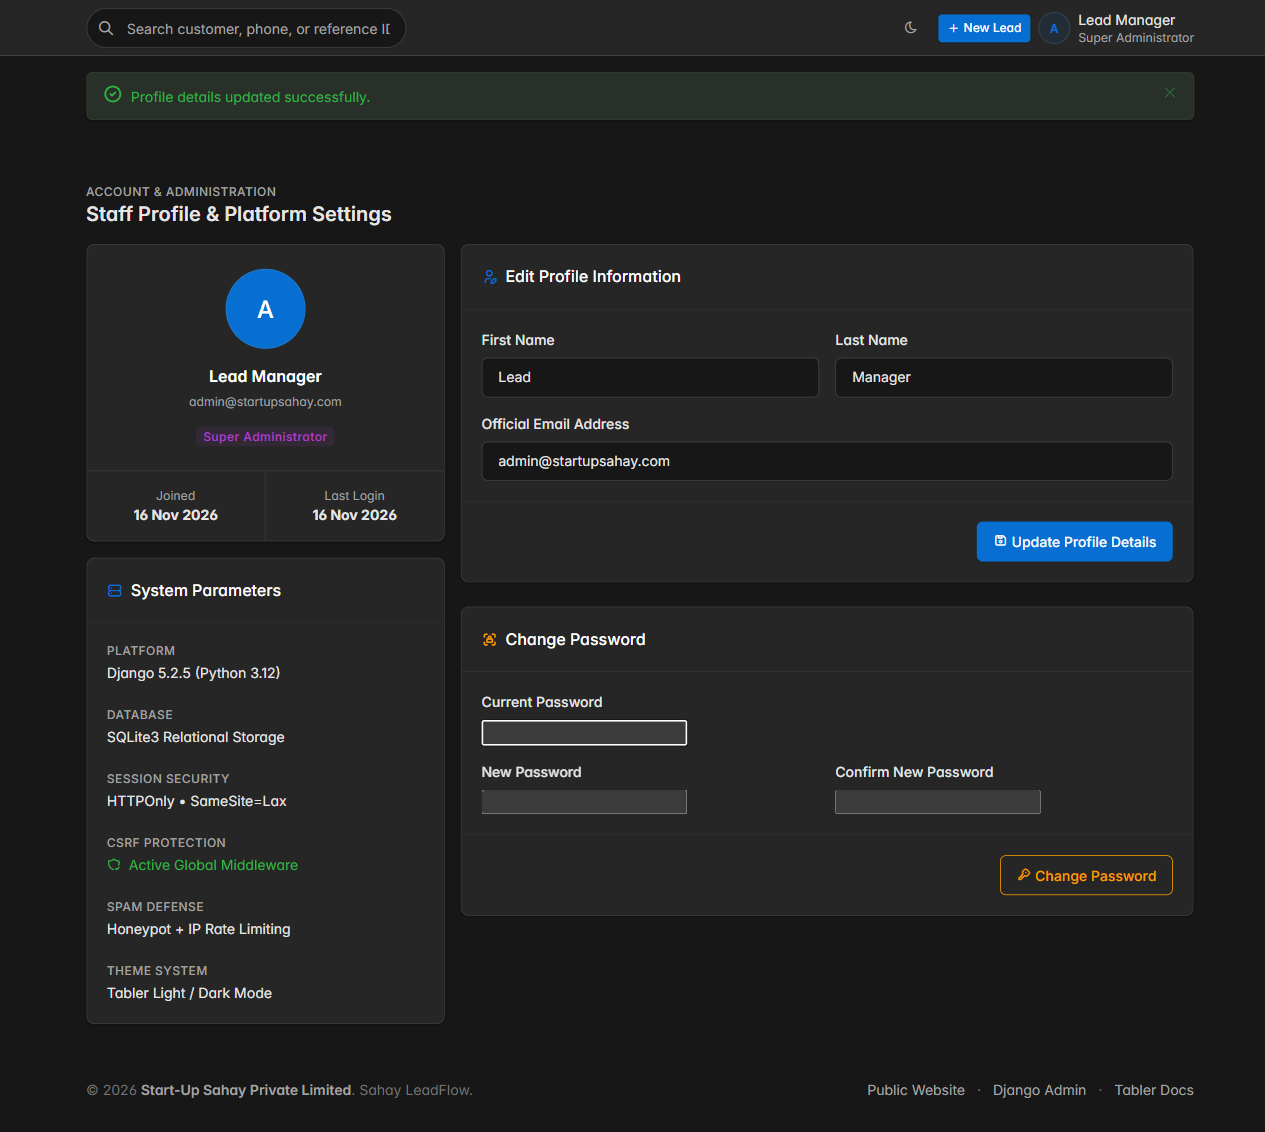 Search customer, phone, or reference ID
+ New Lead
A
Lead Manager
Super Administrator
Profile details updated successfully.
ACCOUNT & ADMINISTRATION
Staff Profile & Platform Settings
A
Lead Manager
admin@startupsahay.com
Super Administrator
Joined
16 Nov 2026
Last Login
16 Nov 2026
System Parameters
PLATFORM
Django 5.2.5 (Python 3.12)
DATABASE
SQLite3 Relational Storage
SESSION SECURITY
HTTPOnly • SameSite=Lax
CSRF PROTECTION
Active Global Middleware
SPAM DEFENSE
Honeypot + IP Rate Limiting
THEME SYSTEM
Tabler Light / Dark Mode
Edit Profile Information
First Name
Lead
Last Name
Manager
Official Email Address
admin@startupsahay.com
Update Profile Details
Change Password
Current Password
New Password
Confirm New Password
Change Password
© 2026 Start-Up Sahay Private Limited. Sahay LeadFlow.
Public Website · Django Admin · Tabler Docs